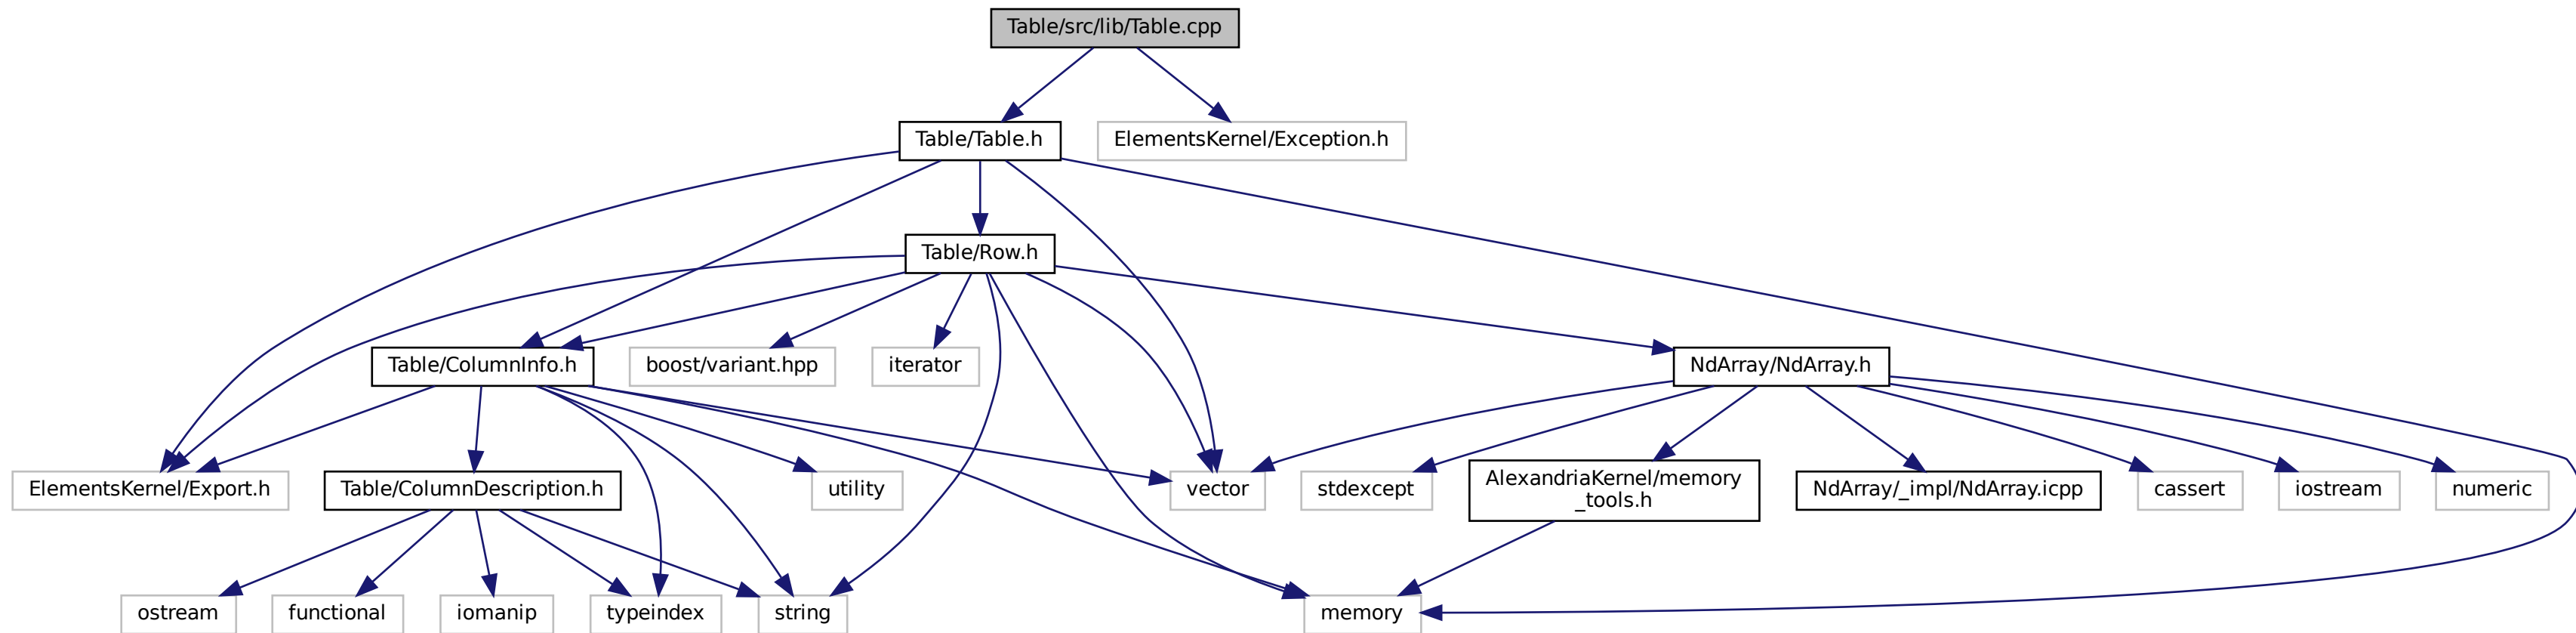 Table/src/lib/Table.cpp
Table/Table.h
ElementsKernel/Exception.h
Table/Row.h
Table/ColumnInfo.h
boost/variant.hpp
iterator
NdArray/NdArray.h
ElementsKernel/Export.h
Table/ColumnDescription.h
utility
vector
stdexcept
AlexandriaKernel/memory
_tools.h
NdArray/_impl/NdArray.icpp
cassert
iostream
numeric
ostream
functional
iomanip
typeindex
string
memory